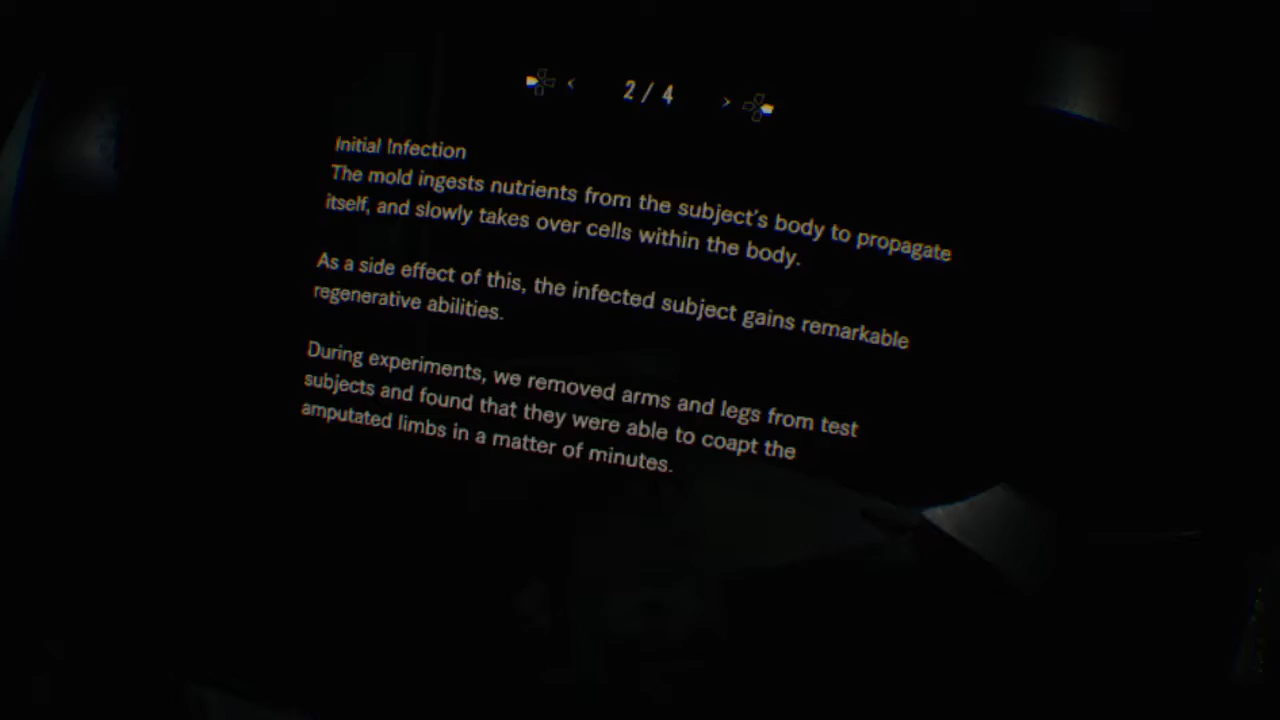 < 2 / 4 >
Initial Infection
The mold ingests nutrients from the subject's body to propagate
itself, and slowly takes over cells within the body.
As a side effect of this, the infected subject gains remarkable
regenerative abilities.
During experiments, we removed arms and legs from test
subjects and found that they were able to coapt the
amputated limbs in a matter of minutes.